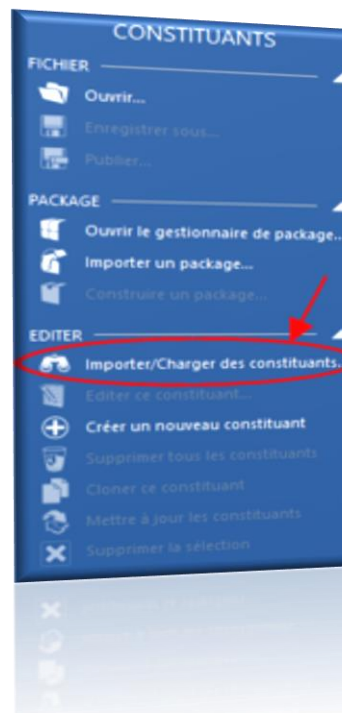 CONSTITUANTS
FICHIER
Ouvrir...
Enregistrer sous...
Publier...
PACKAGE
Ouvrir le gestionnaire de package...
Importer un package...
Construire un package...
EDITER
Importer/Charger des constituants.
Editer ce constituant...
Créer un nouveau constituant
Supprimer tous les constituants
Cloner ce constituant
Mettre à jour les constituants
Supprimer la sélection